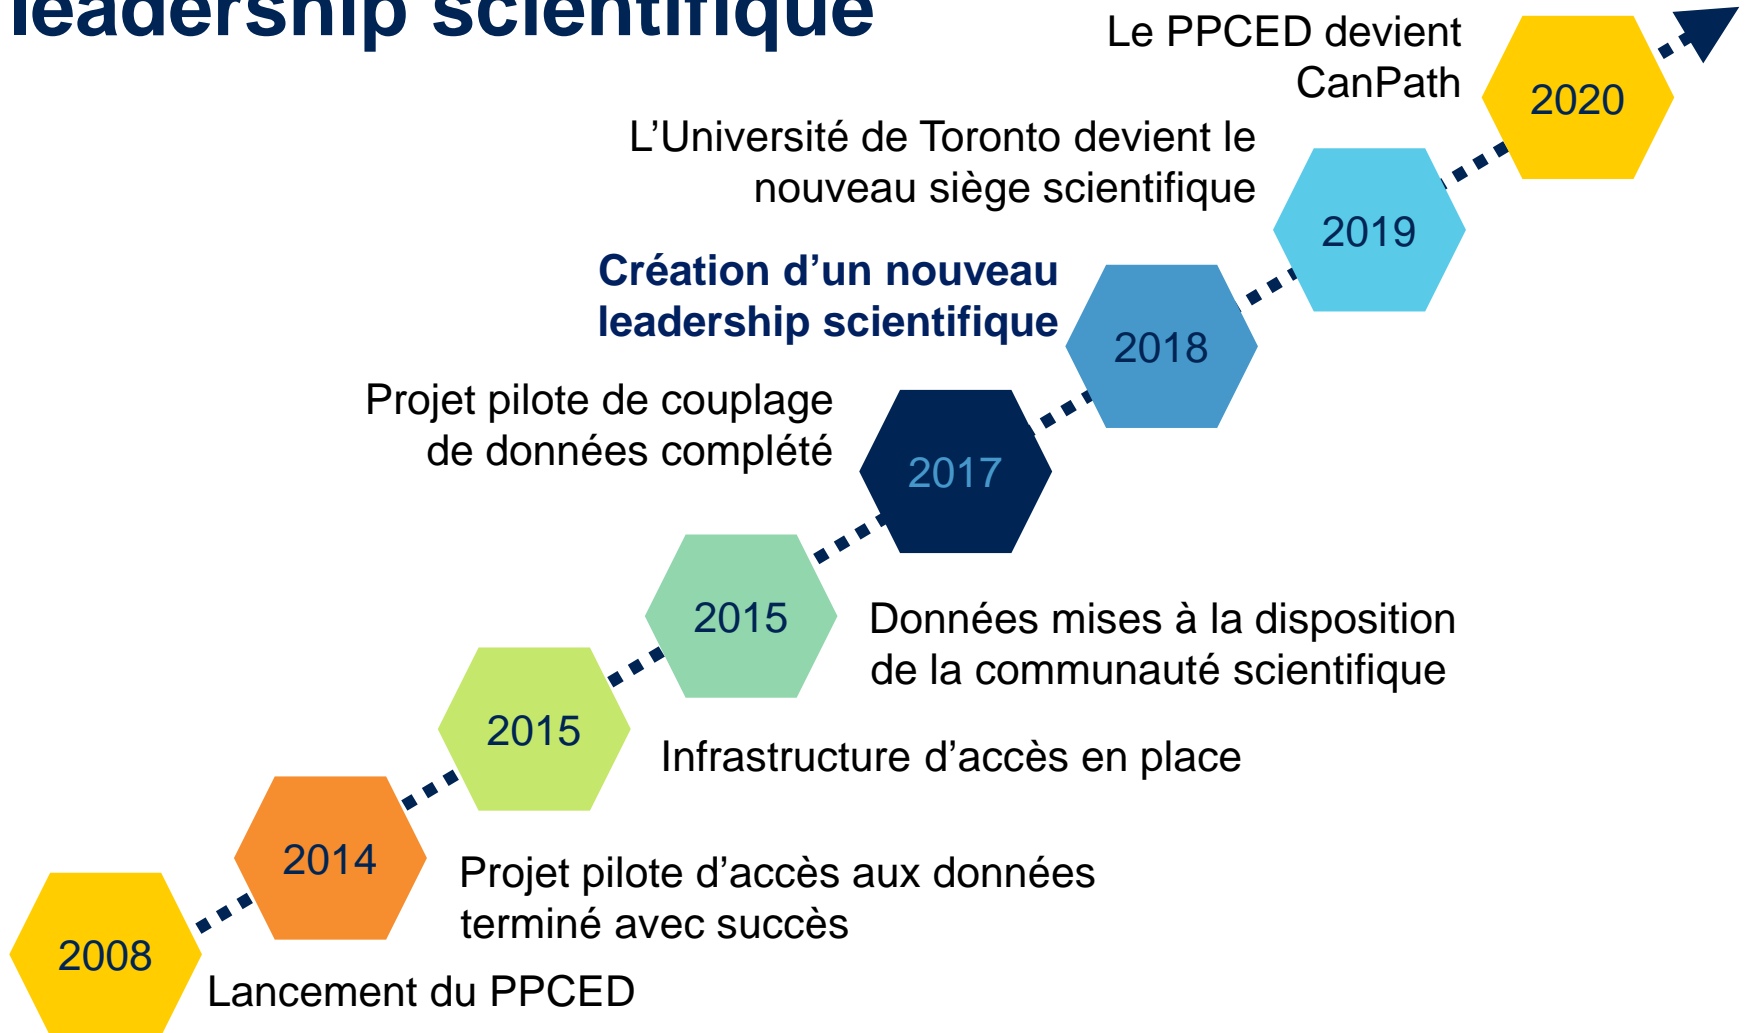 leadership scientifique
Le PPCED devient
CanPath
2020
L’Université de Toronto devient le
nouveau siège scientifique
2019
Création d’un nouveau
leadership scientifique
2018
Projet pilote de couplage
de données complété
2017
2015
Données mises à la disposition
de la communauté scientifique
2015
Infrastructure d’accès en place
2014
Projet pilote d’accès aux données
terminé avec succès
2008
Lancement du PPCED